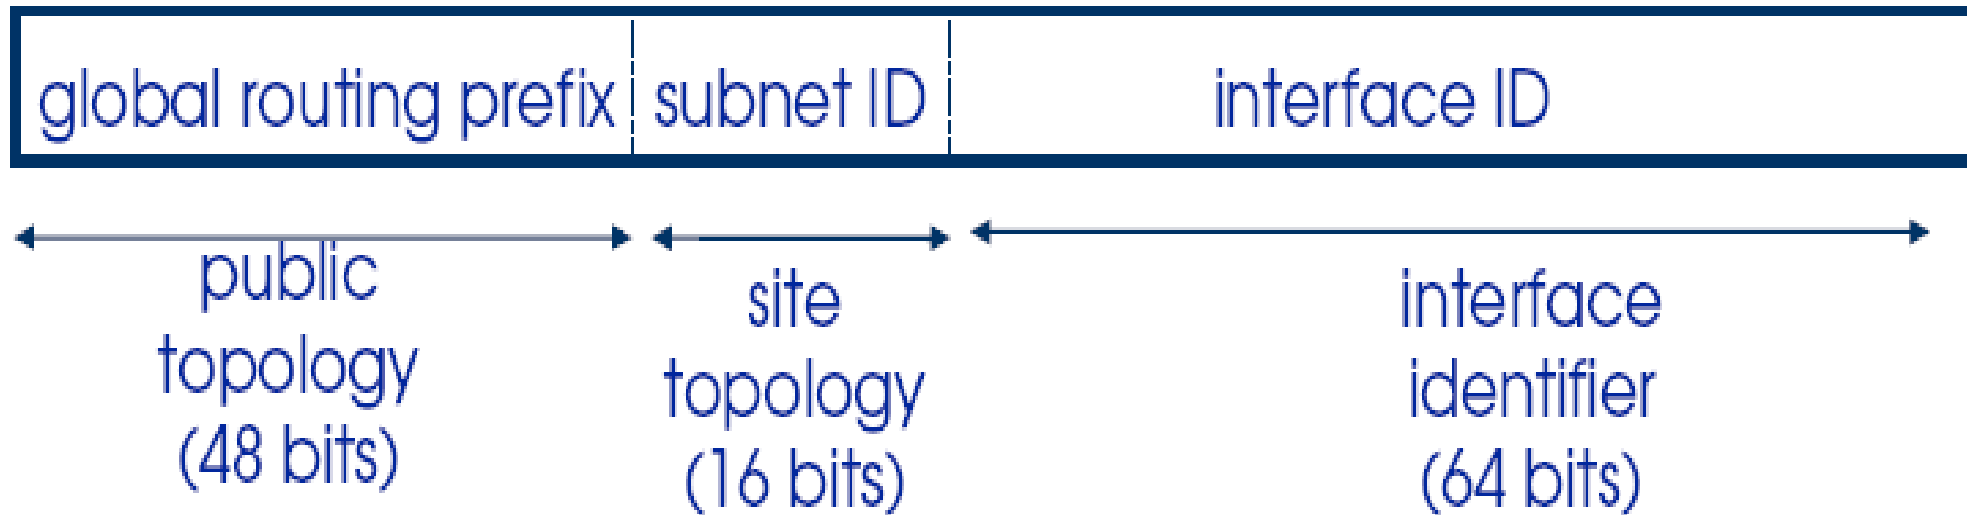 global routing prefix subnet ID interface ID
public
topology
(48 bits)
site
topology
(16 bits)
interface
identifier
(64 bits)